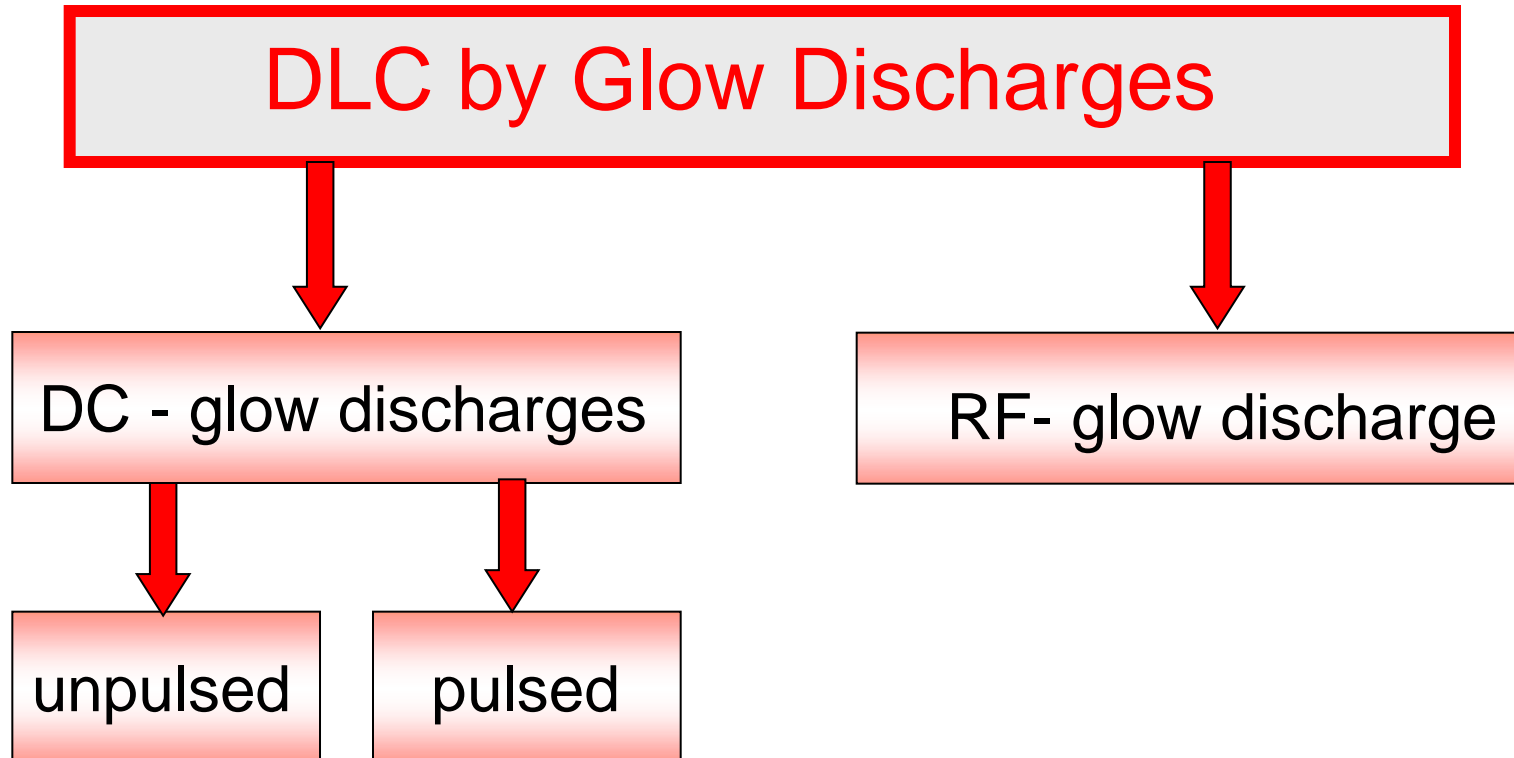 DLC by Glow Discharges
DC - glow discharges
RF- glow discharge
unpulsed
pulsed